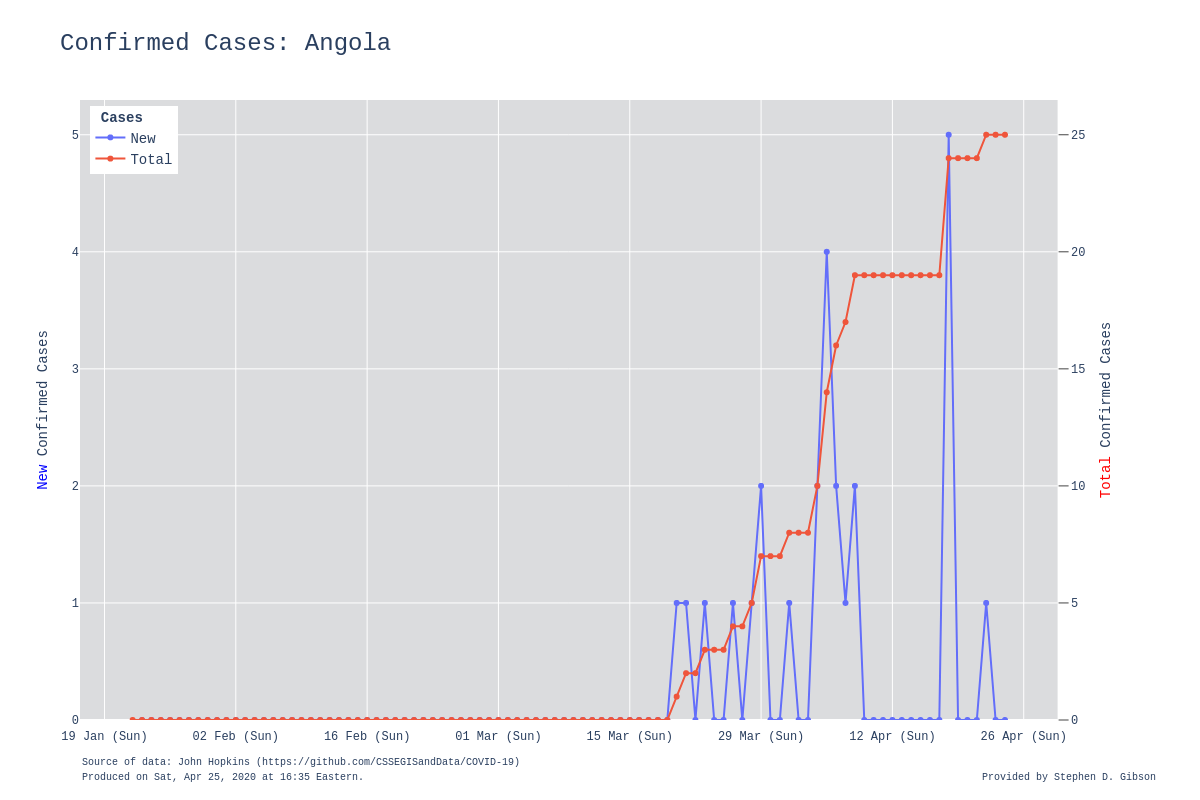 Confirmed Cases: Angola
Cases
New
Total
5
4
3
2
1
0
25
20
15
10
5
0
New Confirmed Cases
Total Confirmed Cases
19 Jan (Sun) 02 Feb (Sun) 16 Feb (Sun) 01 Mar (Sun) 15 Mar (Sun) 29 Mar (Sun) 12 Apr (Sun) 26 Apr (Sun)
Source of data: John Hopkins (https://github.com/CSSEGISandData/COVID-19)
Produced on Sat, Apr 25, 2020 at 16:35 Eastern.
Provided by Stephen D. Gibson